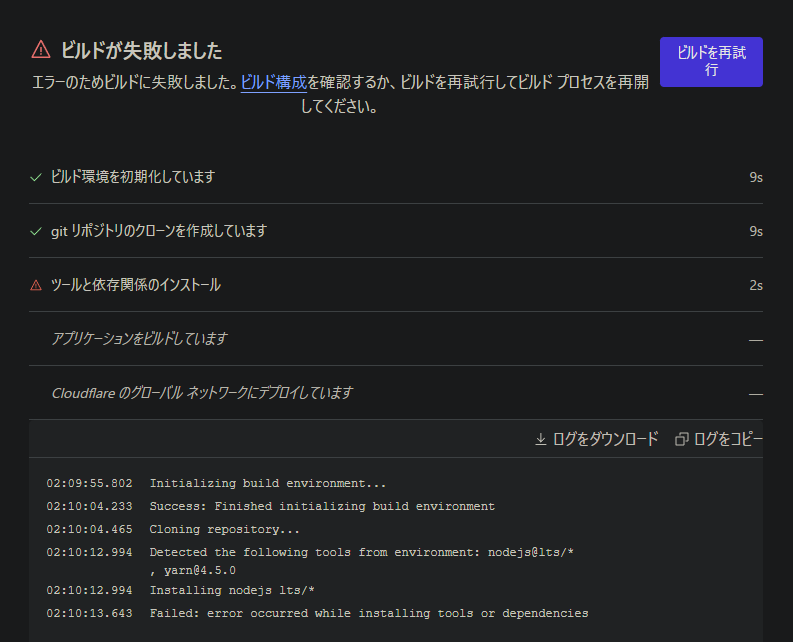 ビルドが失敗しました
エラーのためビルドに失敗しました。ビルド構成を確認するか、ビルドを再試行してビルド プロセスを再開
してください。
ビルドを再試
行
ビルド環境を初期化しています 9s
git リポジトリのクローンを作成しています 9s
ツールと依存関係のインストール 2s
アプリケーションをビルドしています —
Cloudflare のグローバル ネットワークにデプロイしています —
ログをダウンロード ログをコピー
02:09:55.802 Initializing build environment...
02:10:04.233 Success: Finished initializing build environment
02:10:04.465 Cloning repository...
02:10:12.994 Detected the following tools from environment: nodejs@lts/*
, yarn@4.5.0
02:10:12.994 Installing nodejs lts/*
02:10:13.643 Failed: error occurred while installing tools or dependencies